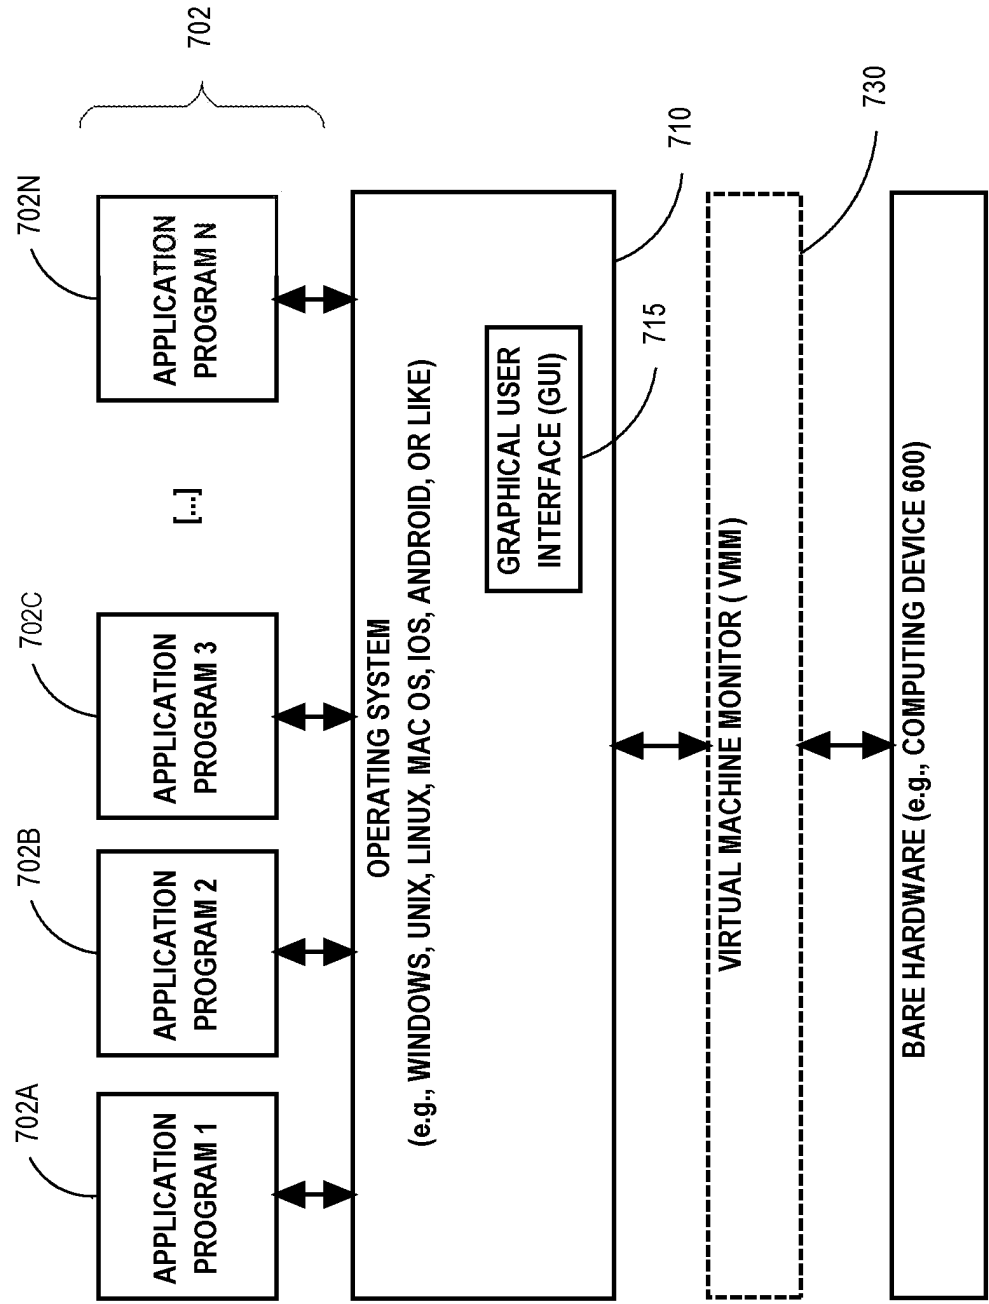 702
702A
702B
702C
702N
APPLICATION
PROGRAM 1
APPLICATION
PROGRAM 2
APPLICATION
PROGRAM 3
[...]
APPLICATION
PROGRAM N
OPERATING SYSTEM
(e.g., WINDOWS, UNIX, LINUX, MAC OS, IOS, ANDROID, OR LIKE)
GRAPHICAL USER
INTERFACE (GUI)
715
710
VIRTUAL MACHINE MONITOR ( VMM)
730
BARE HARDWARE (e.g., COMPUTING DEVICE 600)